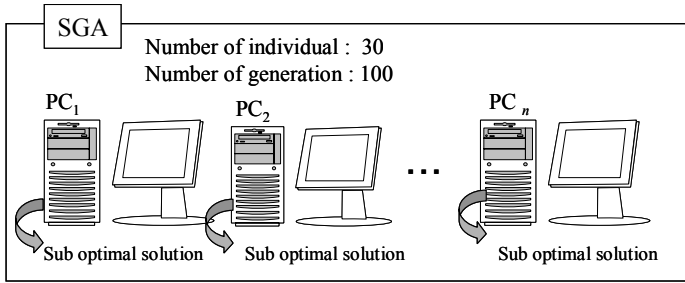 SGA
Number of individual : 30
Number of generation : 100
PC1
PC2
PC n
...
Sub optimal solution
Sub optimal solution
Sub optimal solution